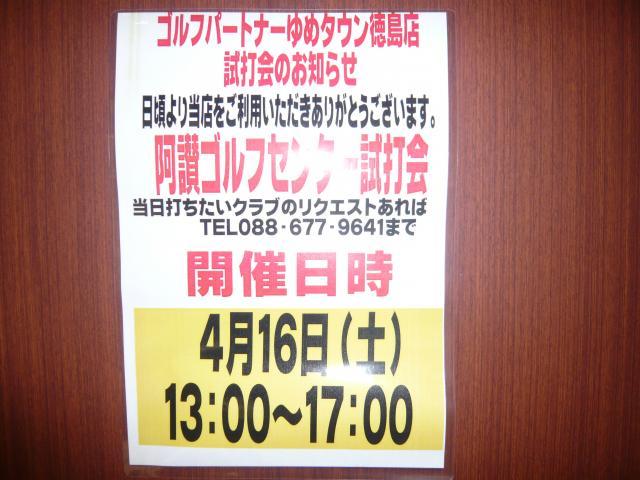 ゴルフパートナーゆめタウン徳島店
試打会のお知らせ
日頃より当店をご利用いただきありがとうございます。
阿讃ゴルフセンター試打会
当日打ちたいクラブのリクエストあれば
TEL088-677-9641まで
開催日時
4月16日(土)
13:00～17:00